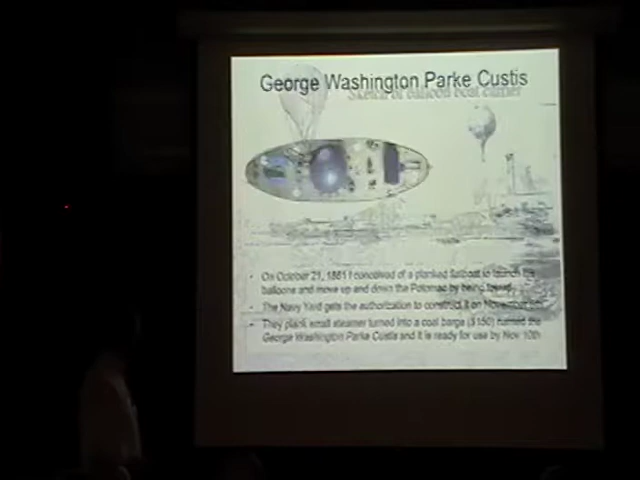 George Washington Parke Custis
Sketch of balloon boat carrier
• On October 21, 1861 I conceived of a planked flatboat to launch the
balloons and move up and down the Potomac by being towed.
• The Navy Yard gets the authorization to construct it on November
• They plank small steamer turned into a coal barge ($150) named the
George Washington Parke Custis and it is ready for use by Nov 10th